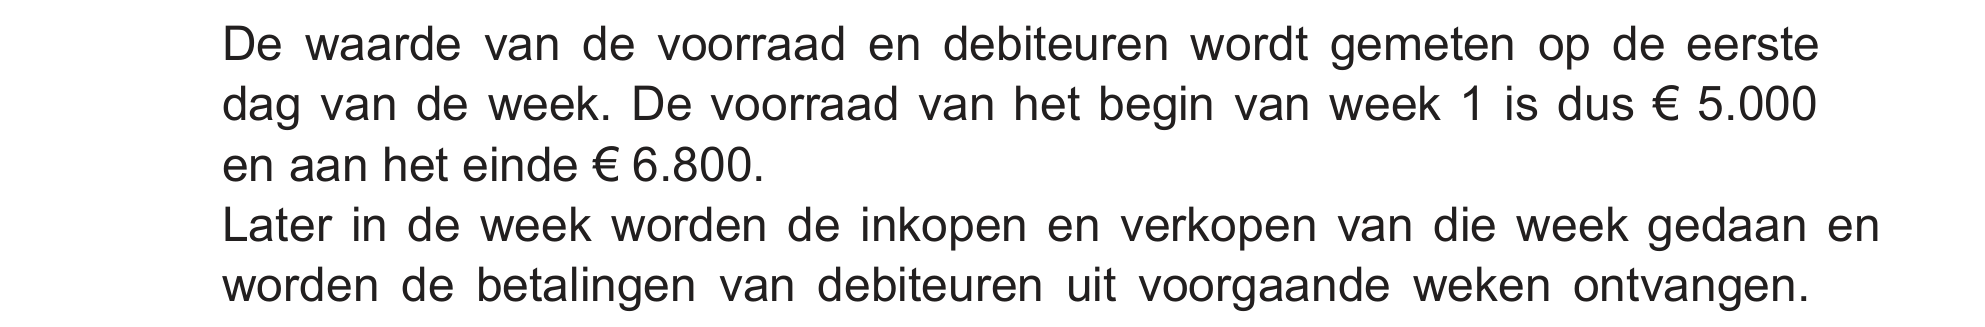 De waarde van de voorraad en debiteuren wordt gemeten op de eerste
dag van de week. De voorraad van het begin van week 1 is dus € 5.000
en aan het einde € 6.800.
Later in de week worden de inkopen en verkopen van die week gedaan en
worden de betalingen van debiteuren uit voorgaande weken ontvangen.